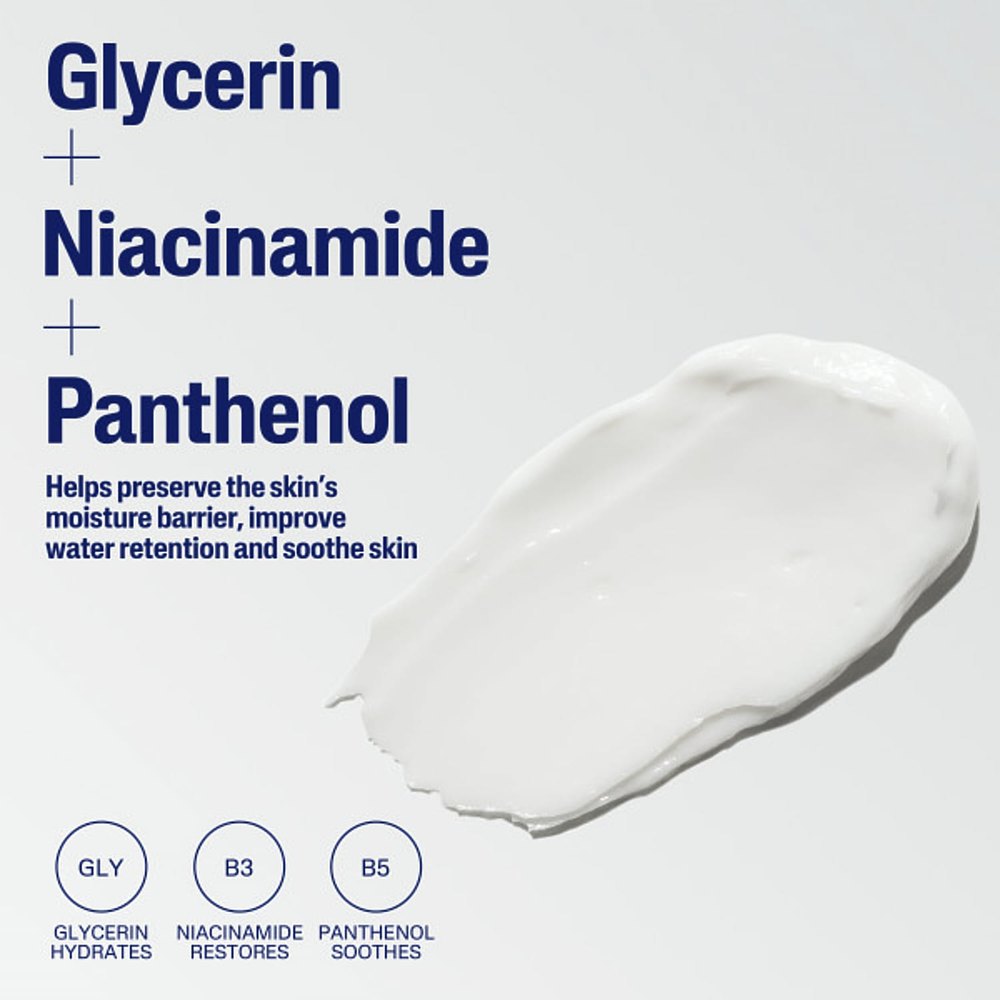 Glycerin
+
Niacinamide
+
Panthenol
Helps preserve the skin's
moisture barrier, improve
water retention and soothe skin
GLY
B3
B5
GLYCERIN
HYDRATES
NIACINAMIDE
RESTORES
PANTHENOL
SOOTHES